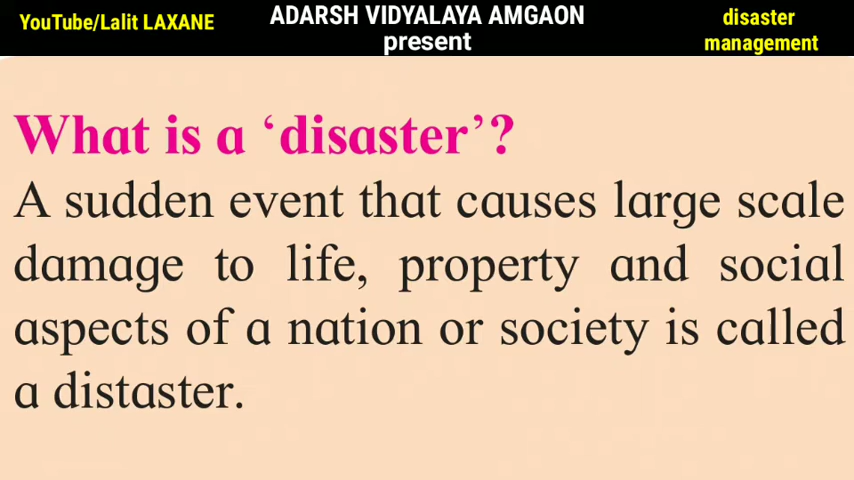 YouTube/Lalit LAXANE
ADARSH VIDYALAYA AMGAON
present
disaster
management
What is a ‘disaster’?
A sudden event that causes large scale
damage to life, property and social
aspects of a nation or society is called
a distaster.